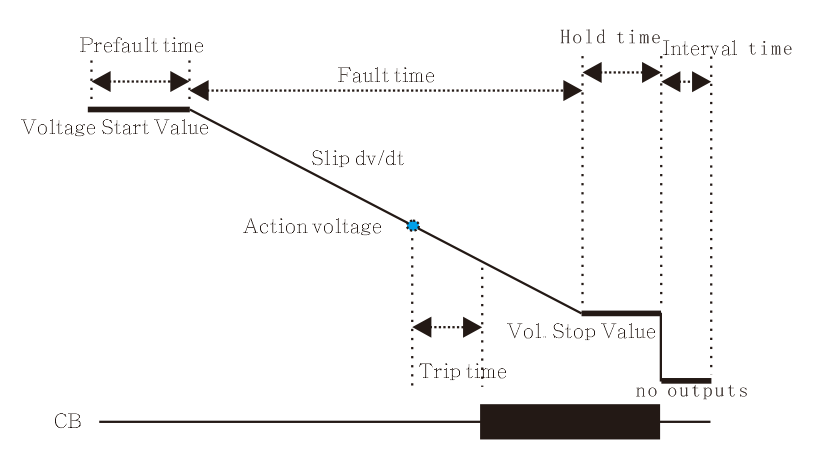 Hold time
Prefault time
Interval time
Fault time
Voltage Start Value
Slip dv/dt
Action voltage
Vol. Stop Value
Trip time
no outputs
CB